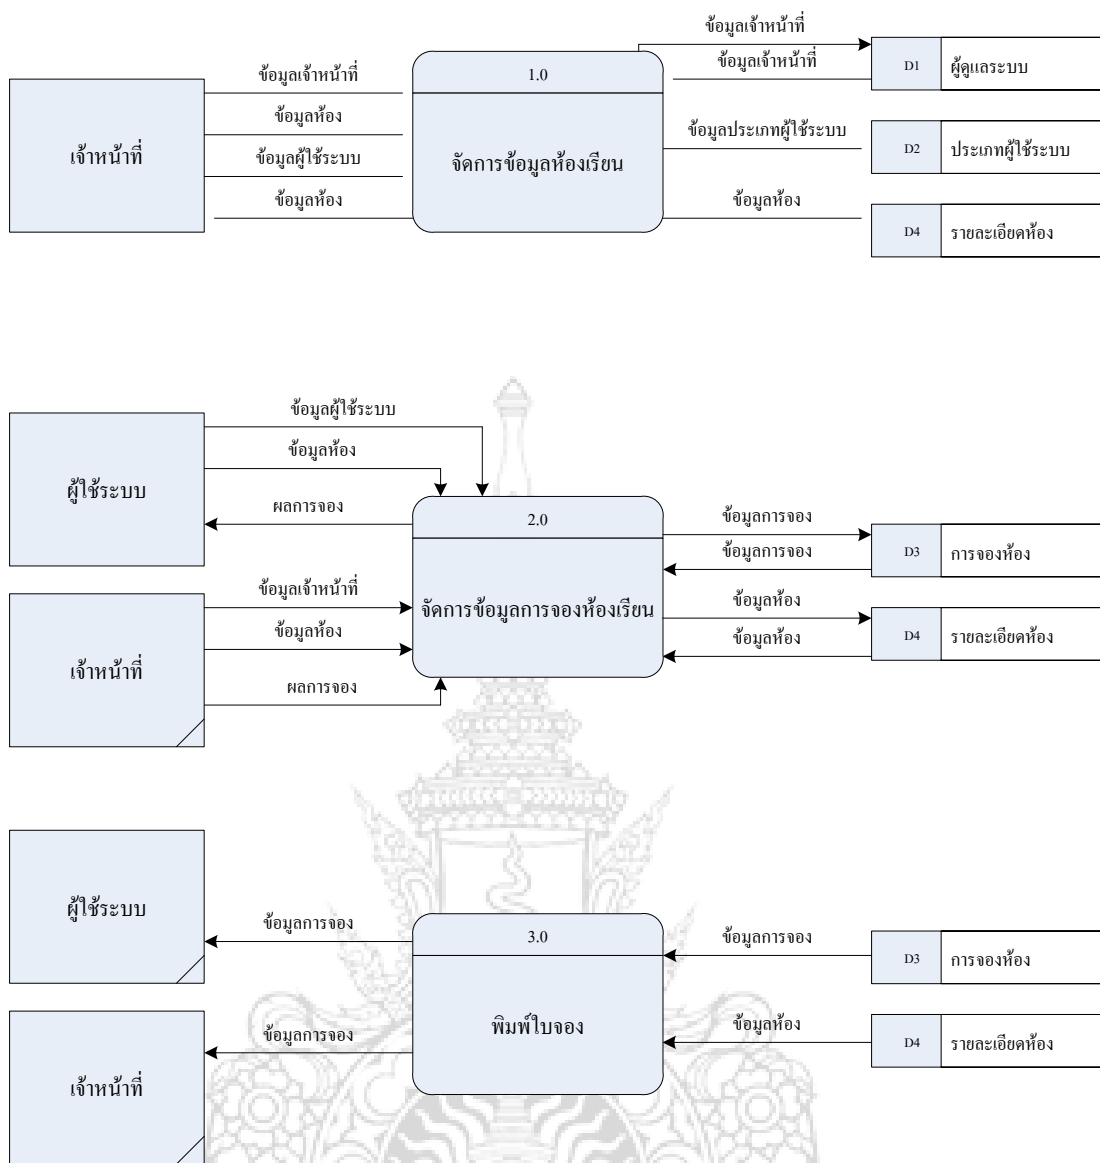 ข้อมูลเจ้าหน้าที่
ข้อมูลเจ้าหน้าที่
ข้อมูลเจ้าหน้าที่
1.0
D1 ผู้ดูแลระบบ
ข้อมูลห้อง
ข้อมูลประเภทผู้ใช้ระบบ
เจ้าหน้าที่
ข้อมูลผู้ใช้ระบบ
จัดการข้อมูลห้องเรียน
D2 ประเภทผู้ใช้ระบบ
ข้อมูลห้อง
ข้อมูลห้อง
D4 รายละเอียดห้อง
ข้อมูลผู้ใช้ระบบ
ข้อมูลห้อง
ผู้ใช้ระบบ
ผลการจอง
2.0
ข้อมูลการจอง
ข้อมูลการจอง
D3 การจองห้อง
ข้อมูลเจ้าหน้าที่
จัดการข้อมูลการจองห้องเรียน
ข้อมูลห้อง
ข้อมูลห้อง
ข้อมูลห้อง
D4 รายละเอียดห้อง
เจ้าหน้าที่
ผลการจอง
ผู้ใช้ระบบ
ข้อมูลการจอง
3.0
ข้อมูลการจอง
D3 การจองห้อง
พิมพ์ใบจอง
ข้อมูลการจอง
ข้อมูลห้อง
D4 รายละเอียดห้อง
เจ้าหน้าที่